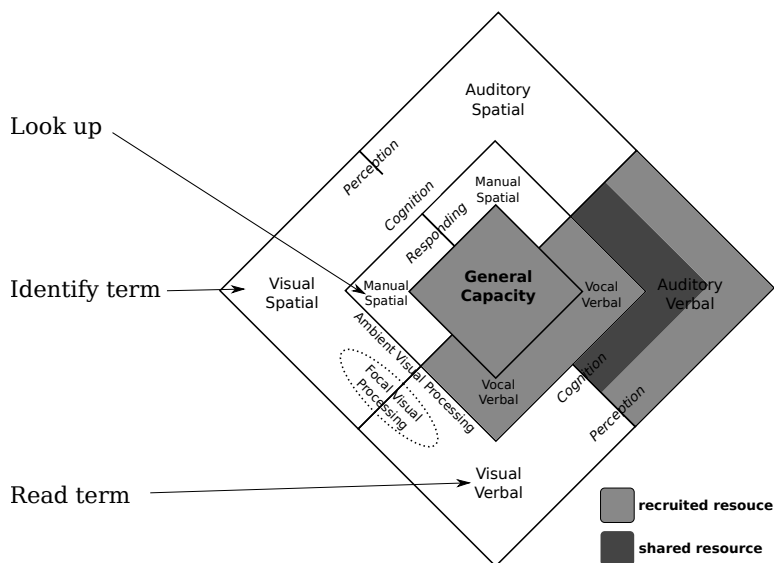 Auditory
Spatial
Look up
Perception
Manual
Spatial
Cognition
Responding
General
Capacity
Identify term
Visual
Spatial
Manual
Spatial
Vocal
Verbal
Auditory
Verbal
Ambient Visual Processing
Focal Visual
Processing
Vocal
Verbal
Cognition
Perception
Read term
Visual
Verbal
recruited resouce
shared resource